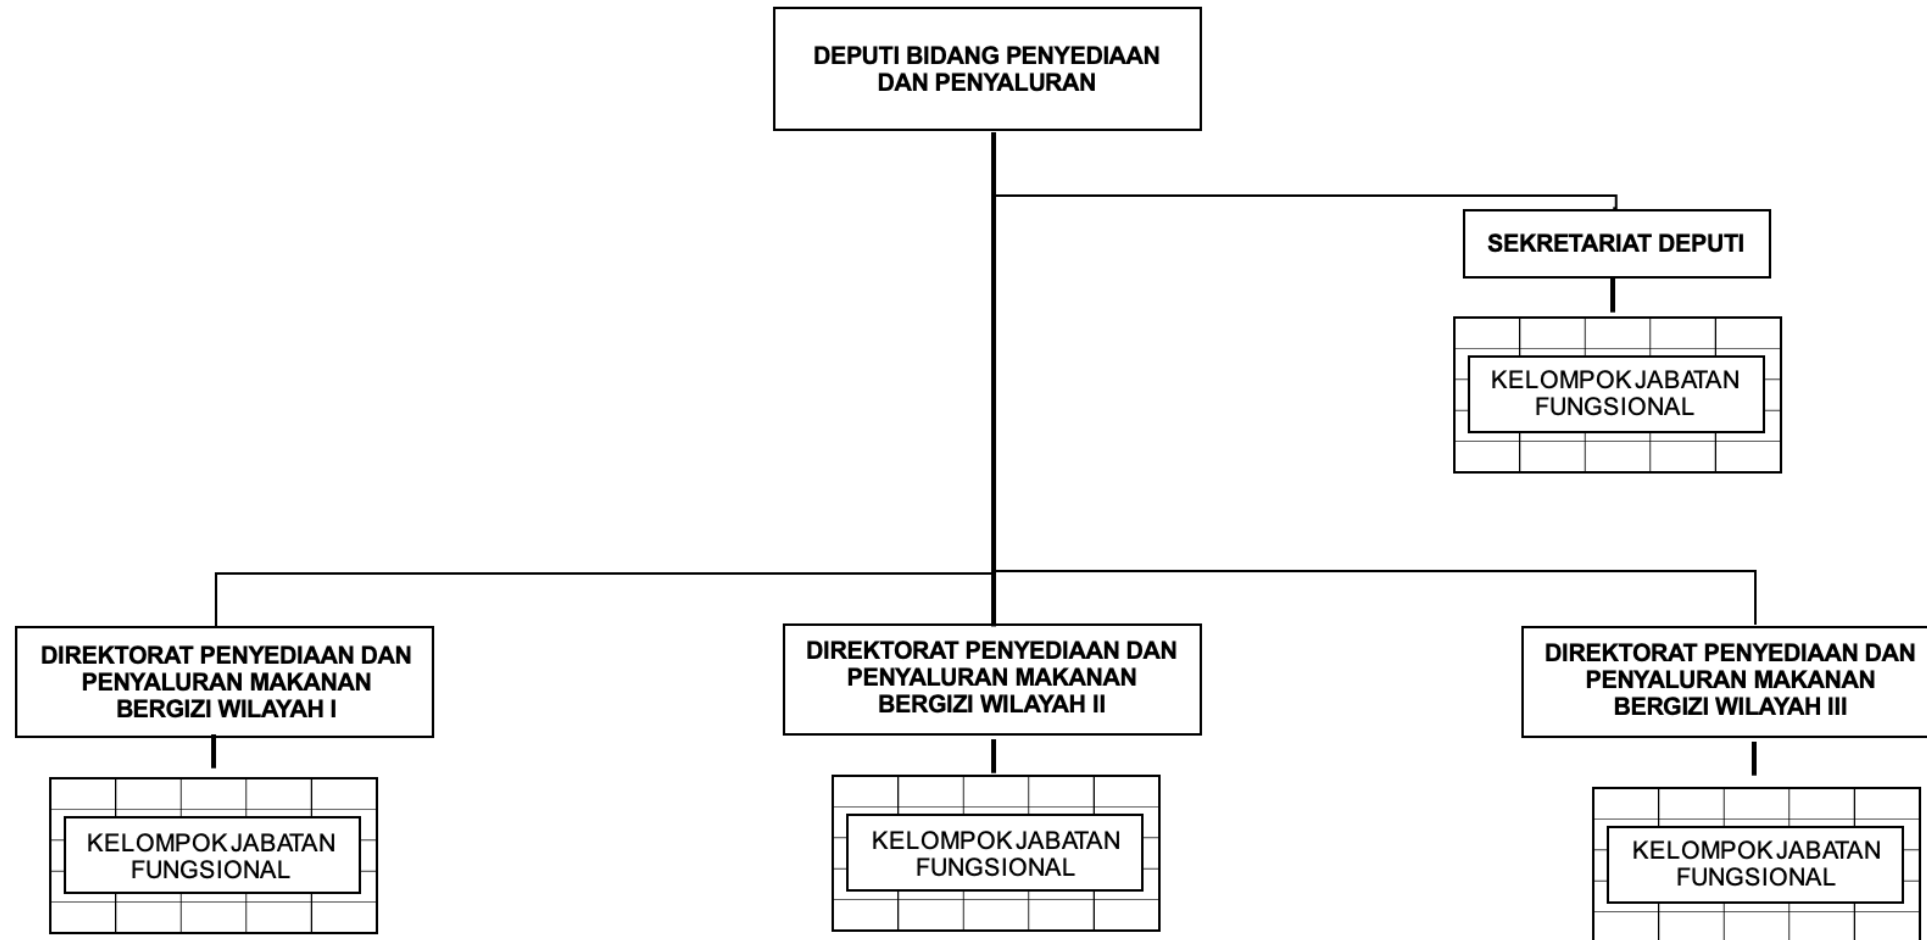 DEPUTI BIDANG PENYEDIAAN
DAN PENYALURAN
SEKRETARIAT DEPUTI
KELOMPOK JABATAN
FUNGSIONAL
DIREKTORAT PENYEDIAAN DAN
PENYALURAN MAKANAN
BERGIZI WILAYAH I
DIREKTORAT PENYEDIAAN DAN
PENYALURAN MAKANAN
BERGIZI WILAYAH II
DIREKTORAT PENYEDIAAN DAN
PENYALURAN MAKANAN
BERGIZI WILAYAH III
KELOMPOK JABATAN
FUNGSIONAL
KELOMPOK JABATAN
FUNGSIONAL
KELOMPOK JABATAN
FUNGSIONAL